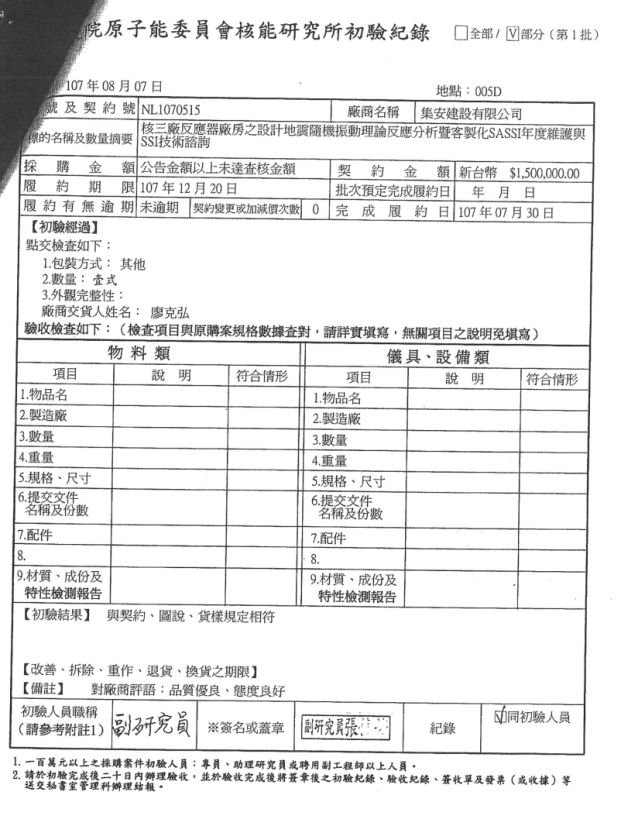 院原子能委員會核能研究所初驗紀錄 □全部/ V部分（第1批）
107年08月07日 地點：005D
號及契約號 NL1070515 廠商名稱 集安建設有限公司
標的名稱及數量摘要 核三廠反應器廠房之設計地震隨機振動理論反應分析暨客製化SASSI年度維護與
SSI技術諮詢
採購金額 公告金額以上未達查核金額 契約金額 新台幣 $1,500,000.00
履約期限 107年12月20日 批次預定完成履約日 年 月 日
履約有無逾期 未逾期 契約變更或加減價次數 0 完成履約日 107年07月30日
【初驗經過】
點交檢查如下：
1.包裝方式： 其他
2.數量： 壹式
3.外觀完整性：
廠商交貨人姓名： 廖克弘
驗收檢查如下：（檢查項目與原購案規格數據查對，請詳實填寫，無關項目之說明免填寫）
物料類 儀具、設備類
項目 說 明 符合情形 項目 說 明 符合情形
1.物品名 1.物品名
2.製造廠 2.製造廠
3.數量 3.數量
4.重量 4.重量
5.規格、尺寸 5.規格、尺寸
6.提交文件 6.提交文件
名稱及份數 名稱及份數
7.配件 7.配件
8. 8.
9.材質、成份及 9.材質、成份及
特性檢測報告 特性檢測報告
【初驗結果】 與契約、圖說、貨樣規定相符
【改善、拆除、重作、退貨、換貨之期限】
【備註】 對廠商評語：品質優良、態度良好
初驗人員職稱
（請參考附註1） 副研究員 ※簽名或蓋章 副研究員張 紀錄 ☑同初驗人員
1. 一百萬元以上之採購案件初驗人員：專員、助理研究員或聘用副工程師以上人員。
2. 請於初驗完成後二十日內辦理驗收，並於驗收完成後將簽章後之初驗紀錄、驗收紀錄、簽收單及發票（或收據）等
送交秘書室管理科辦理結報。